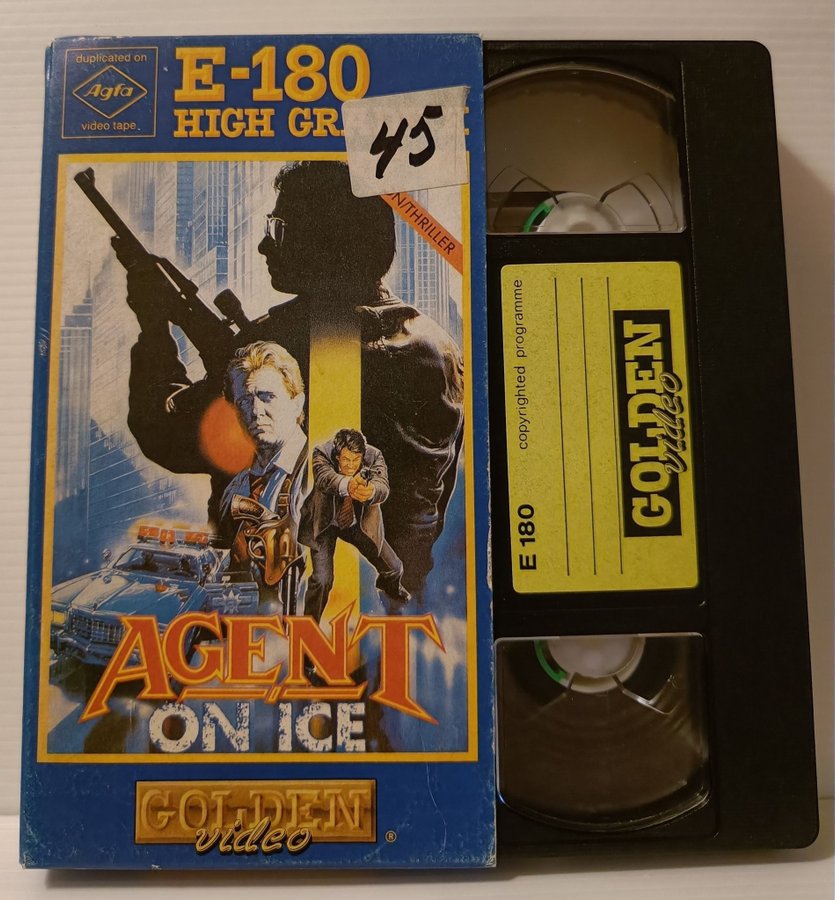 duplicated on
Agfa
video tape
E-180
HIGH GR
45
N/THRILLER
AGENT
ON ICE
GOLDEN
video
®
copyrighted programme
E 180
GOLDEN
video